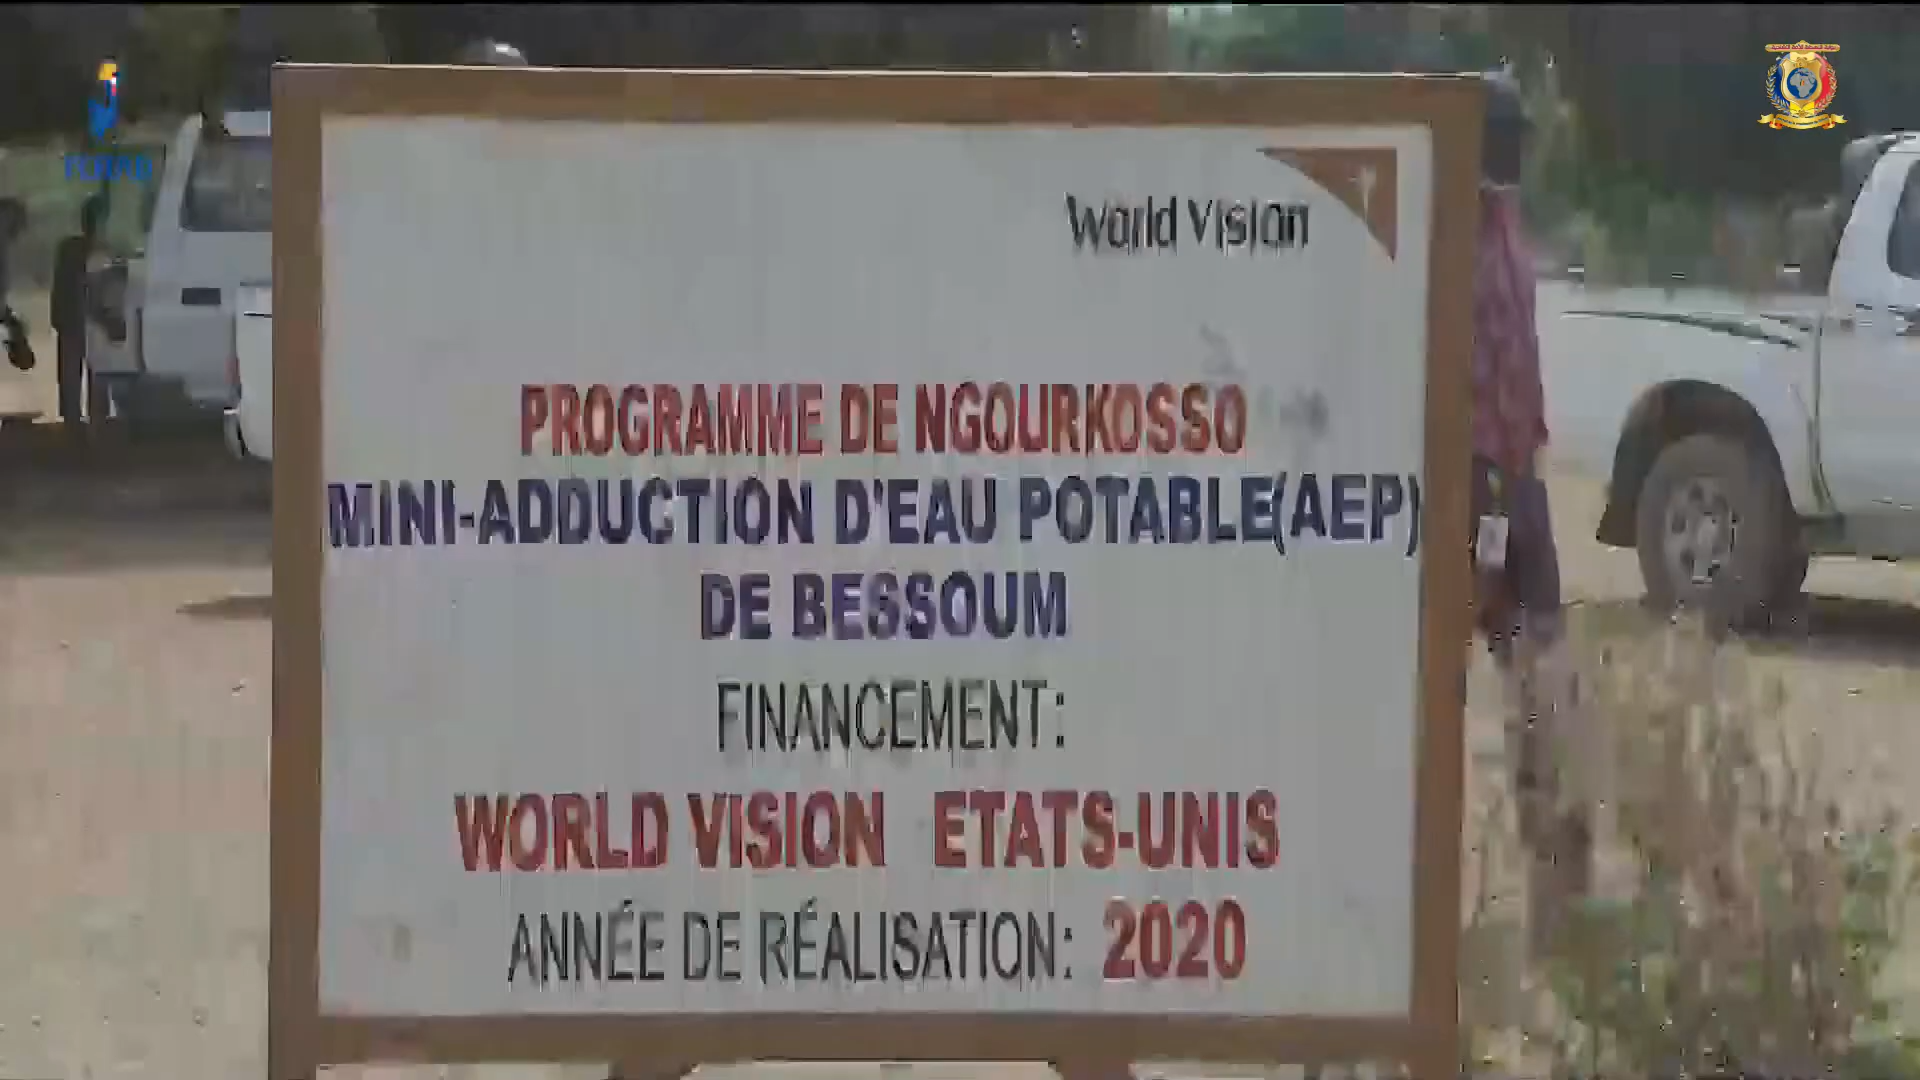 World Vision
PROGRAMME DE NGOURKOSSO
MINI-ADDUCTION D'EAU POTABLE(AEP)
DE BESSOUM
FINANCEMENT:
WORLD VISION ETATS-UNIS
ANNÉE DE RÉALISATION: 2020